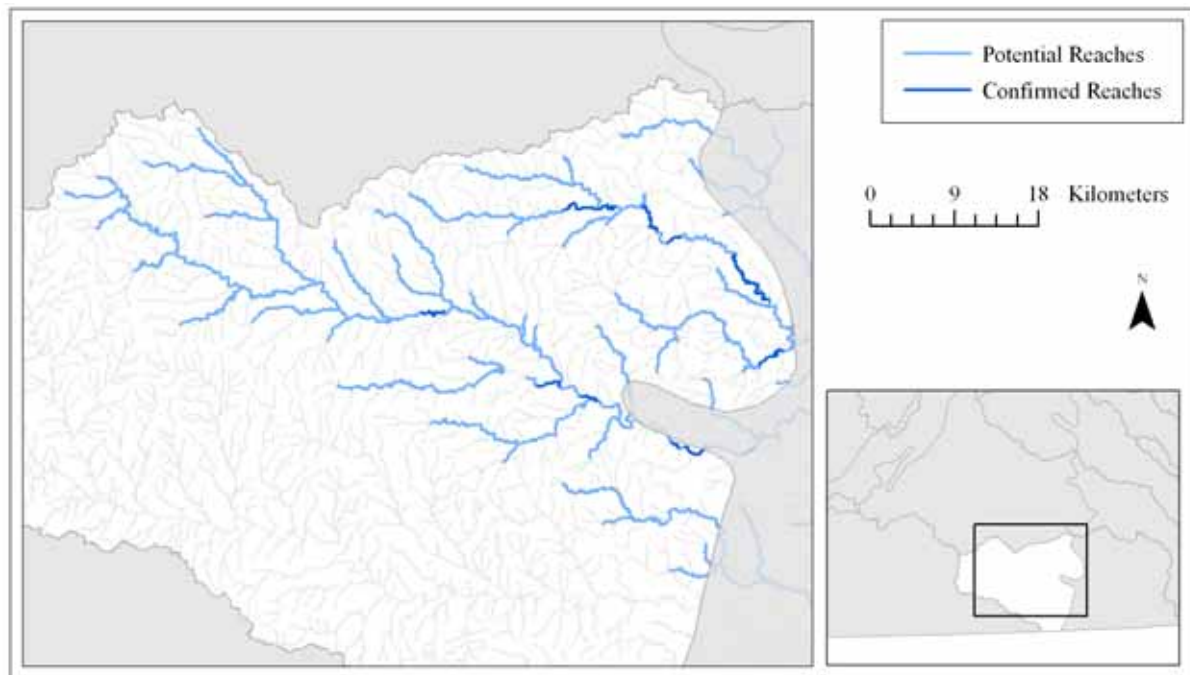 Potential Reaches
Confirmed Reaches
0 9 18 Kilometers
N